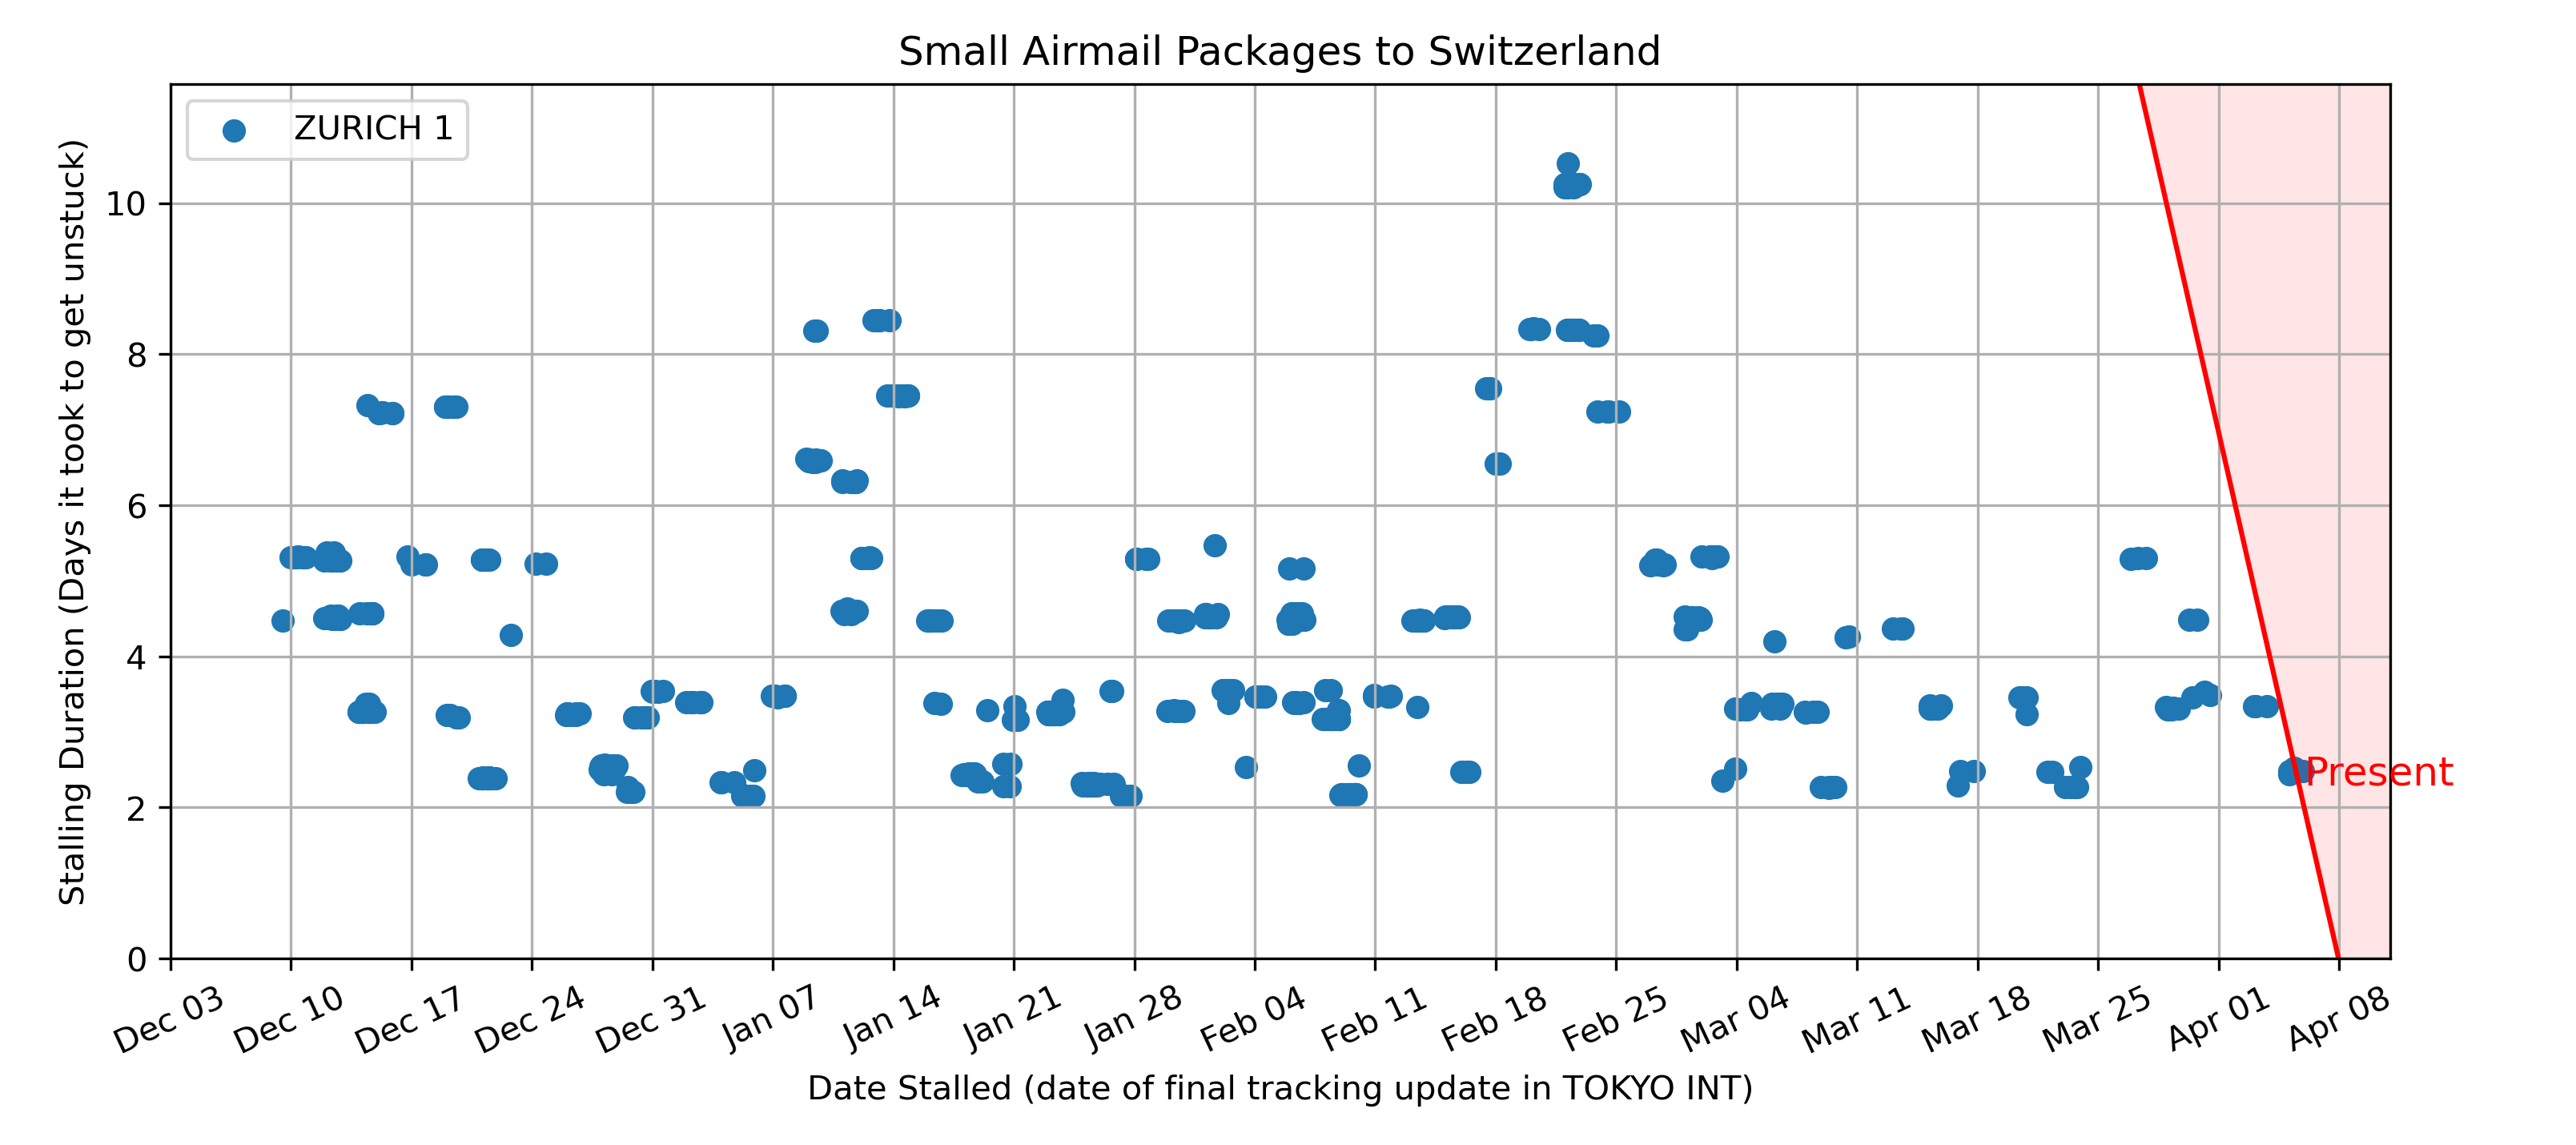 Small Airmail Packages to Switzerland
ZURICH 1
Stalling Duration (Days it took to get unstuck)
10
8
6
4
2
0
Present
Dec 03
Dec 10
Dec 17
Dec 24
Dec 31
Jan 07
Jan 14
Jan 21
Jan 28
Feb 04
Feb 11
Feb 18
Feb 25
Mar 04
Mar 11
Mar 18
Mar 25
Apr 01
Apr 08
Date Stalled (date of final tracking update in TOKYO INT)